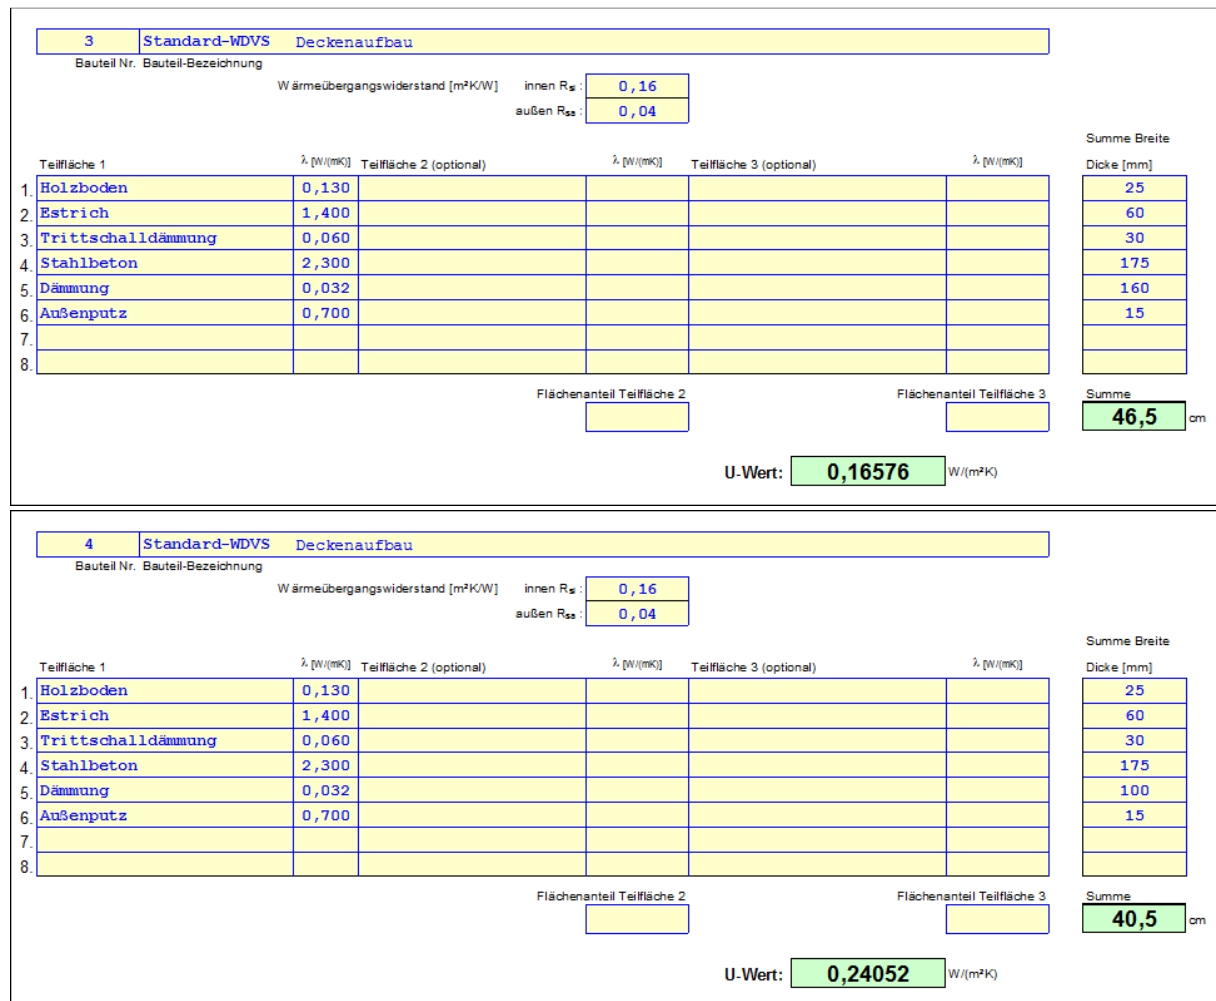 3 Standard-WDVS Deckenaufbau
Bauteil Nr. Bauteil-Bezeichnung
Wärmeübergangswiderstand [m²K/W] innen Rsi : 0,16
außen Rsa : 0,04
Summe Breite
Teilfläche 1 λ [W/(mK)] Teilfläche 2 (optional) λ [W/(mK)] Teilfläche 3 (optional) λ [W/(mK)] Dicke [mm]
1. Holzboden 0,130 25
2. Estrich 1,400 60
3. Trittschalldämmung 0,060 30
4. Stahlbeton 2,300 175
5. Dämmung 0,032 160
6. Außenputz 0,700 15
7.
8.
Flächenanteil Teilfläche 2 Flächenanteil Teilfläche 3 Summe
46,5 cm
U-Wert: 0,16576 W/(m²K)
4 Standard-WDVS Deckenaufbau
Bauteil Nr. Bauteil-Bezeichnung
Wärmeübergangswiderstand [m²K/W] innen Rsi : 0,16
außen Rsa : 0,04
Summe Breite
Teilfläche 1 λ [W/(mK)] Teilfläche 2 (optional) λ [W/(mK)] Teilfläche 3 (optional) λ [W/(mK)] Dicke [mm]
1. Holzboden 0,130 25
2. Estrich 1,400 60
3. Trittschalldämmung 0,060 30
4. Stahlbeton 2,300 175
5. Dämmung 0,032 100
6. Außenputz 0,700 15
7.
8.
Flächenanteil Teilfläche 2 Flächenanteil Teilfläche 3 Summe
40,5 cm
U-Wert: 0,24052 W/(m²K)